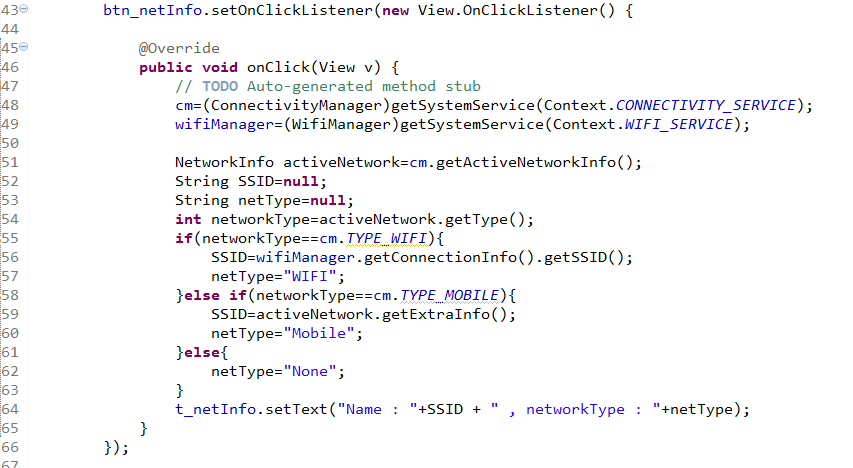 43 btn_netInfo.setOnClickListener(new View.OnClickListener() {
44
45 @Override
46 public void onClick(View v) {
47 // TODO Auto-generated method stub
48 cm=(ConnectivityManager)getSystemService(Context.CONNECTIVITY_SERVICE);
49 wifiManager=(WifiManager)getSystemService(Context.WIFI_SERVICE);
50
51 NetworkInfo activeNetwork=cm.getActiveNetworkInfo();
52 String SSID=null;
53 String netType=null;
54 int networkType=activeNetwork.getType();
55 if(networkType==cm.TYPE_WIFI){
56 SSID=wifiManager.getConnectionInfo().getSSID();
57 netType="WIFI";
58 }else if(networkType==cm.TYPE_MOBILE){
59 SSID=activeNetwork.getExtraInfo();
60 netType="Mobile";
61 }else{
62 netType="None";
63 }
64 t_netInfo.setText("Name : "+SSID + " , networkType : "+netType);
65 }
66 });
67